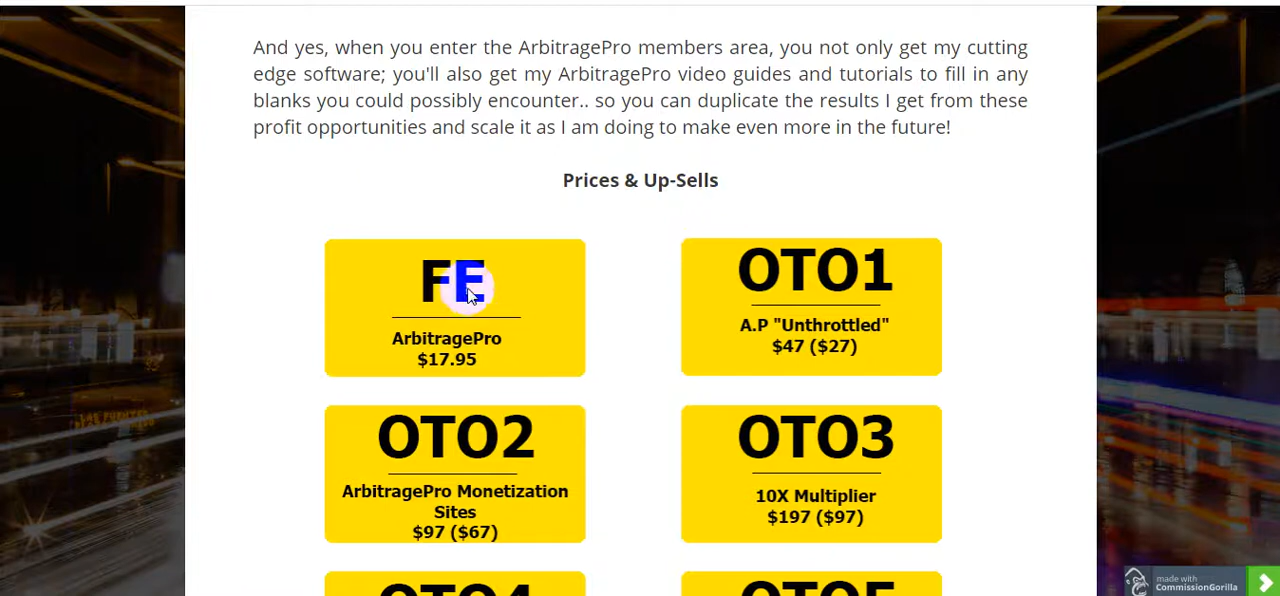 And yes, when you enter the ArbitragePro members area, you not only get my cutting
edge software; you'll also get my ArbitragePro video guides and tutorials to fill in any
blanks you could possibly encounter.. so you can duplicate the results I get from these
profit opportunities and scale it as I am doing to make even more in the future!
Prices & Up-Sells
FE
ArbitragePro
$17.95
OTO1
A.P "Unthrottled"
$47 ($27)
OTO2
ArbitragePro Monetization
Sites
$97 ($67)
OTO3
10X Multiplier
$197 ($97)
OTO4
OTO5
made with
CommissionGorilla